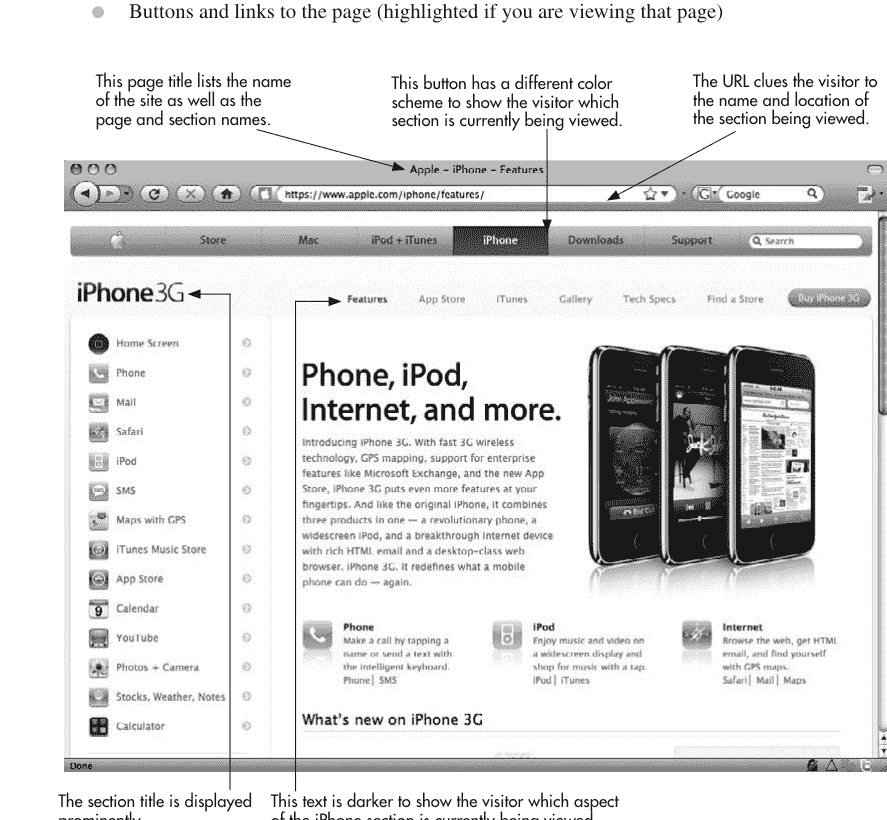 Buttons and links to the page (highlighted if you are viewing that page)
This page title lists the name
of the site as well as the
page and section names.
This button has a different color
scheme to show the visitor which
section is currently being viewed.
The URL clues the visitor to
the name and location of
the section being viewed.
Apple – iPhone – Features
https://www.apple.com/iphone/features/
G Google
Store Mac iPod + iTunes iPhone Downloads Support Search
iPhone3G
Features App Store iTunes Gallery Tech Specs Find a Store Buy iPhone 3G
Home Screen
Phone
Mail
Safari
iPod
SMS
Maps with GPS
iTunes Music Store
App Store
9 Calendar
YouTube
Photos + Camera
Stocks, Weather, Notes
Calculator
Phone, iPod,
Internet, and more.
Introducing iPhone 3G. With fast 3G wireless
technology, GPS mapping, support for enterprise
features like Microsoft Exchange, and the new App
Store, iPhone 3G puts even more features at your
fingertips. And like the original iPhone, it combines
three products in one — a revolutionary phone, a
widescreen iPod, and a breakthrough Internet device
with rich HTML email and a desktop-class web
browser. iPhone 3G. It redefines what a mobile
phone can do — again.
Phone
Make a call by tapping a
name or send a text with
the intelligent keyboard.
Phone| SMS
iPod
Enjoy music and video on
a widescreen display and
shop for music with a tap.
iPod| iTunes
Internet
Browse the web, get HTML
email, and find yourself
with GPS maps.
Safari| Mail| Maps
What's new on iPhone 3G
Done
The section title is displayed
prominently.
This text is darker to show the visitor which aspect
of the iPhone section is currently being viewed.